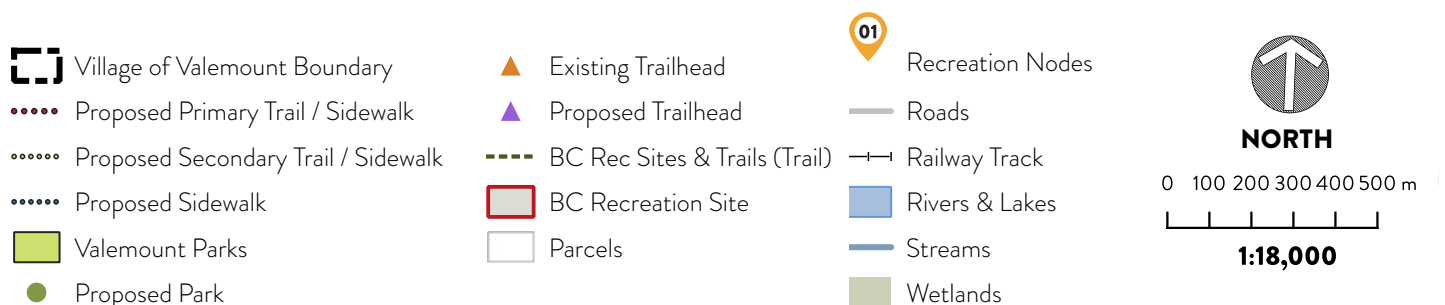 Village of Valemount Boundary
Proposed Primary Trail / Sidewalk
Proposed Secondary Trail / Sidewalk
Proposed Sidewalk
Valemount Parks
Proposed Park
Existing Trailhead
Proposed Trailhead
BC Rec Sites & Trails (Trail)
BC Recreation Site
Parcels
01
Recreation Nodes
Roads
Railway Track
Rivers & Lakes
Streams
Wetlands
NORTH
0 100 200 300 400 500 m
1:18,000